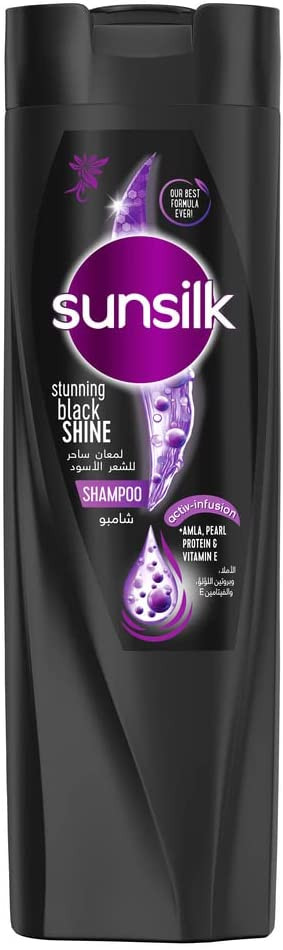 OUR BEST
FORMULA
EVER!
sunsilk
stunning
black
SHINE
لمعان ساحر
للشعر الأسود
SHAMPOO
شامبو
activ-infusion
+AMLA, PEARL
PROTEIN &
VITAMIN E
الأملا،
وبروتين اللؤلؤ،
والفيتامين E